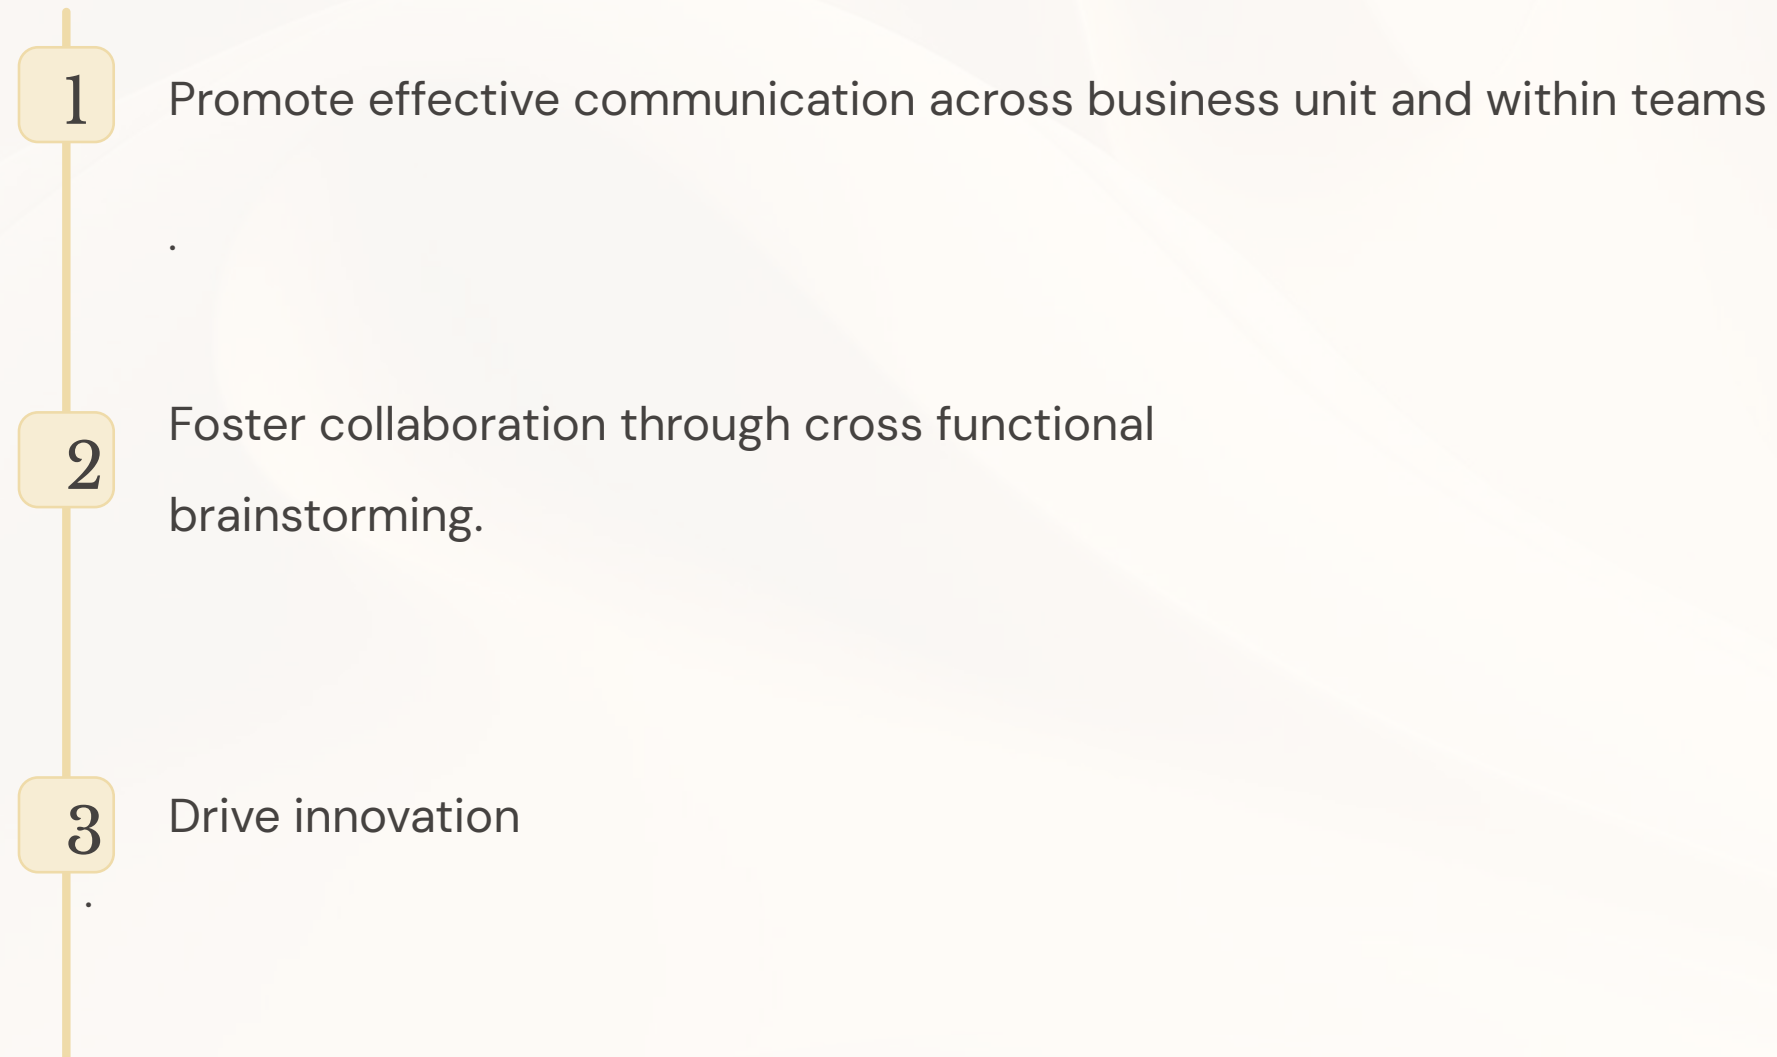 1
Promote effective communication across business unit and within teams
.
2
Foster collaboration through cross functional
brainstorming.
3
Drive innovation
.